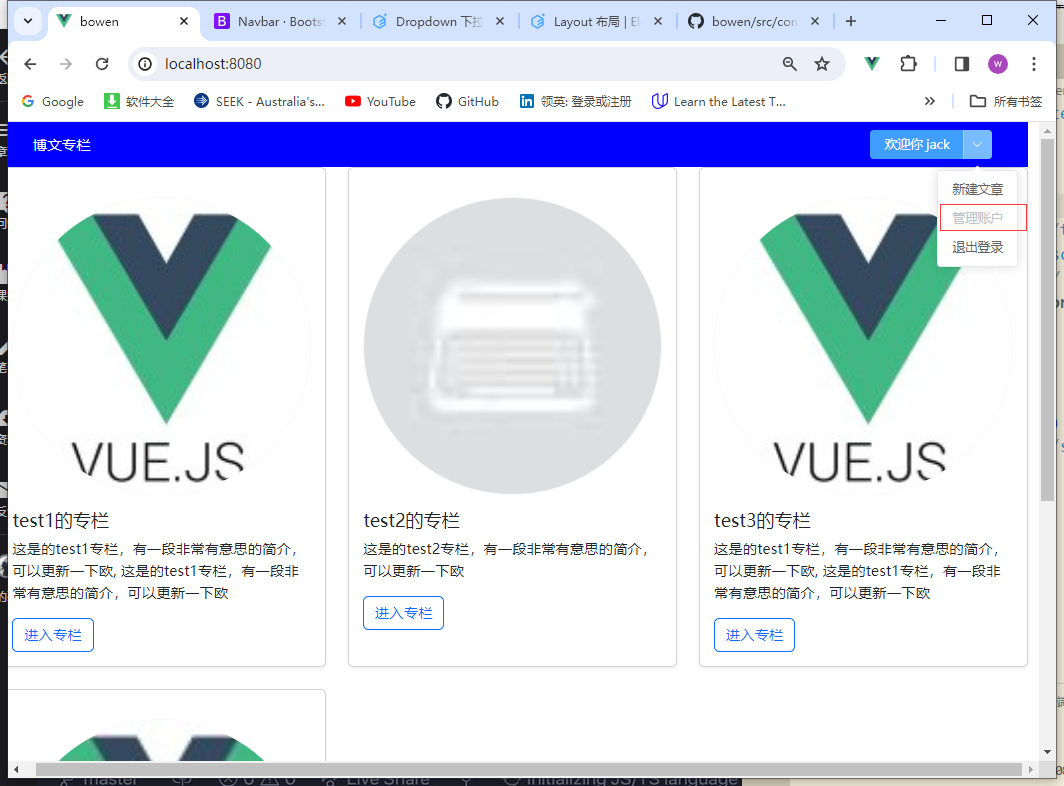 bowen
Navbar · Boots
Dropdown 下拉
Layout 布局 | El
bowen/src/com
localhost:8080
w
Google
软件大全
SEEK - Australia's...
YouTube
GitHub
领英: 登录或注册
Learn the Latest T...
所有书签
博文专栏
欢迎你 jack
新建文章
管理账户
退出登录
VUE.JS
VUE.JS
test1的专栏
test2的专栏
test3的专栏
这是的test1专栏，有一段非常有意思的简介，
可以更新一下欧, 这是的test1专栏，有一段非
常有意思的简介，可以更新一下欧
这是的test2专栏，有一段非常有意思的简介，
可以更新一下欧
这是的test1专栏，有一段非常有意思的简介，
可以更新一下欧, 这是的test1专栏，有一段非
常有意思的简介，可以更新一下欧
进入专栏
进入专栏
进入专栏
master
Live Share
Initializing JS/TS language